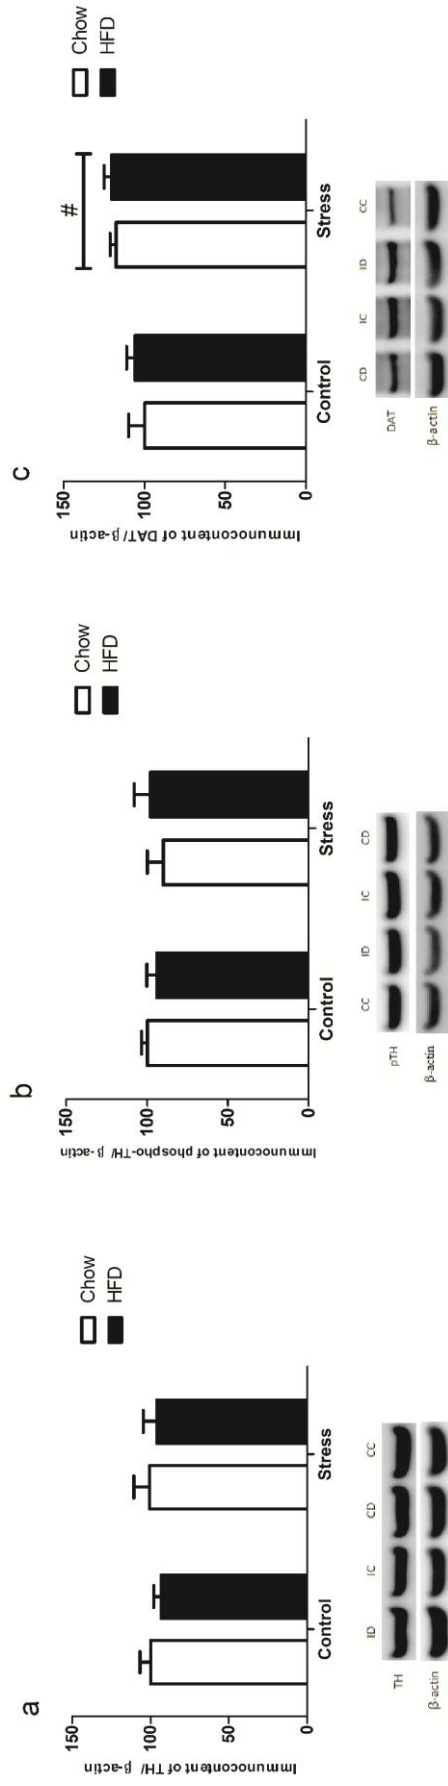 a
Chow
HFD
Immunocontent of TH/ β-actin
150
100
50
0
Control Stress
ID IC CD CC
TH
β-actin
b
Chow
HFD
Immunocontent of phospho-TH/ β-actin
150
100
50
0
Control Stress
CC ID IC CD
pTH
β-actin
c
Chow
HFD
#
Immunocontent of DAT/ β-actin
150
100
50
0
Control Stress
CD IC ID CC
DAT
β-actin